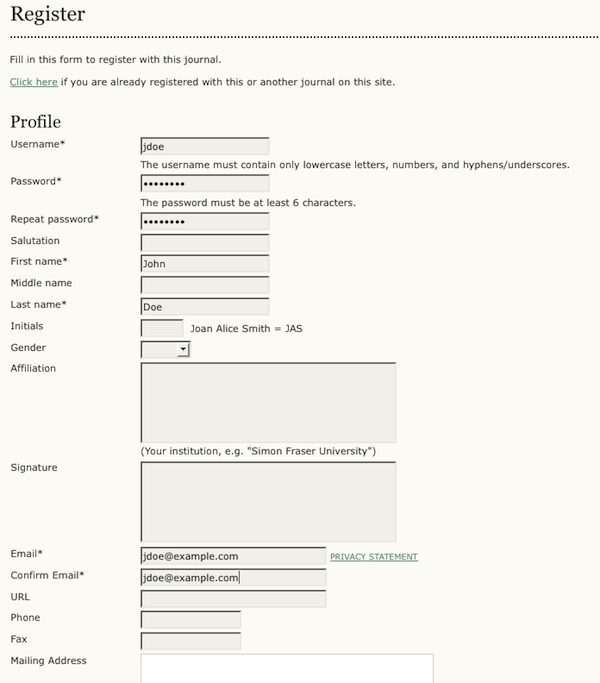 Register
Fill in this form to register with this journal.
Click here if you are already registered with this or another journal on this site.
Profile
Username* jdoe
The username must contain only lowercase letters, numbers, and hyphens/underscores.
Password* ••••••••
The password must be at least 6 characters.
Repeat password* ••••••••
Salutation
First name* John
Middle name
Last name* Doe
Initials Joan Alice Smith = JAS
Gender
Affiliation
(Your institution, e.g. "Simon Fraser University")
Signature
Email* jdoe@example.com PRIVACY STATEMENT
Confirm Email* jdoe@example.com
URL
Phone
Fax
Mailing Address